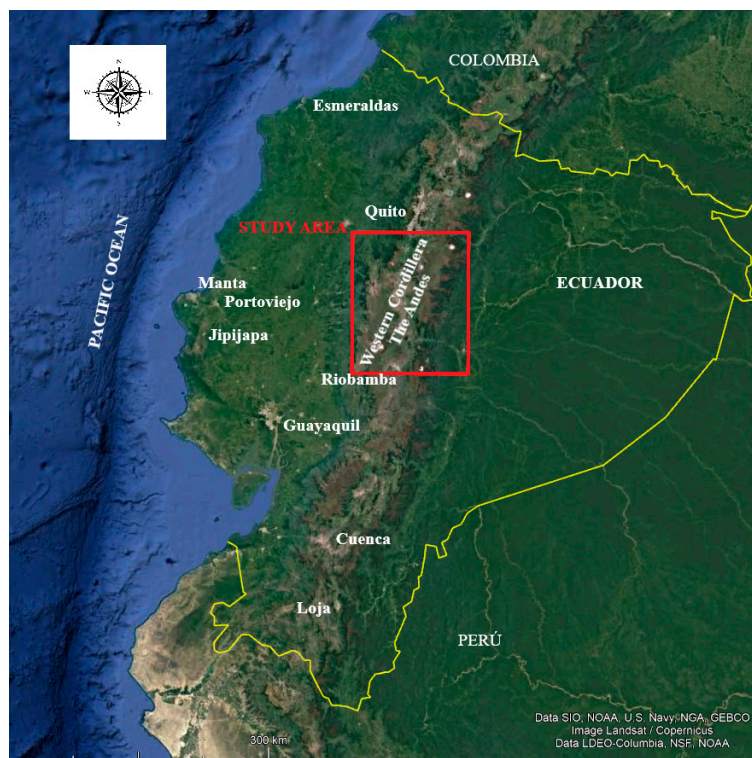 COLOMBIA
N
W
L
S
Esmeraldas
Quito
STUDY AREA
PACIFIC OCEAN
Western Cordillera
The Andes
ECUADOR
Manta
Portoviejo
Jipijapa
Riobamba
Guayaquil
Cuenca
Loja
PERÚ
Data SIO, NOAA, U.S. Navy, NGA, GEBCO
Image Landsat / Copernicus
Data LDEO-Columbia, NSF, NOAA
300 km